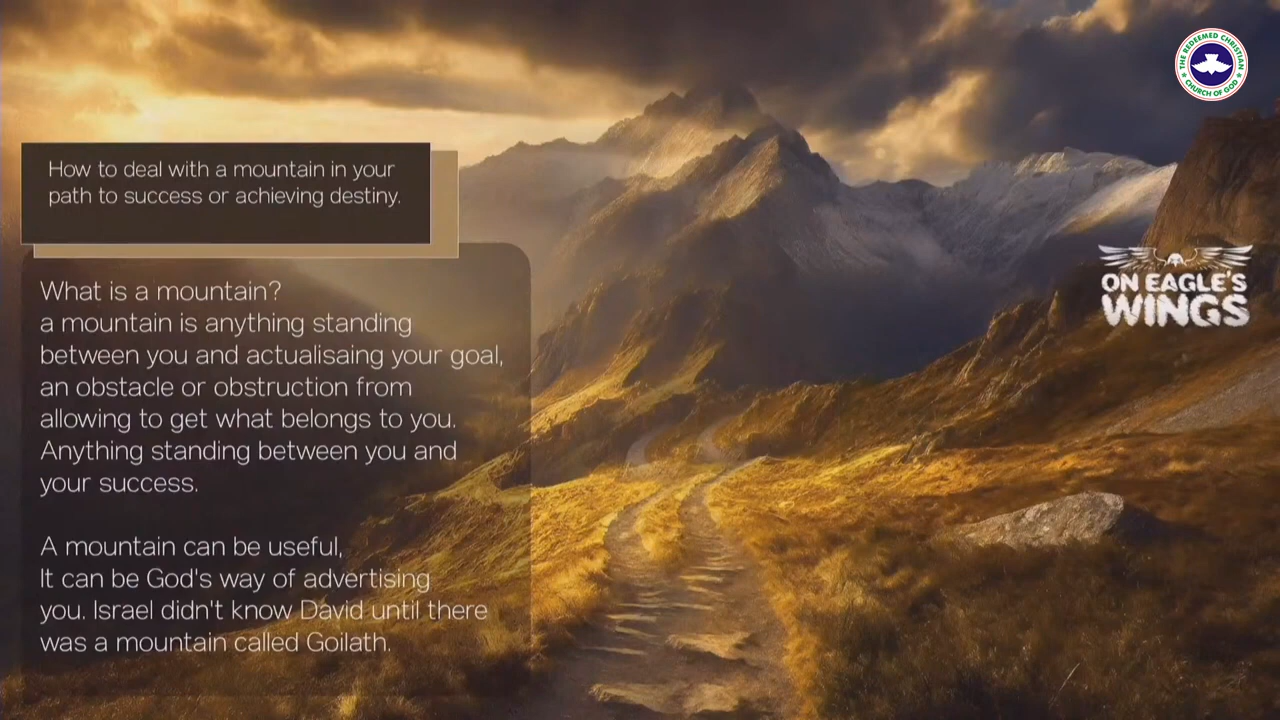 THE REDEEMED CHRISTIAN
CHURCH OF GOD
How to deal with a mountain in your
path to success or achieving destiny.
ON EAGLE'S
WINGS
What is a mountain?
a mountain is anything standing
between you and actualisaing your goal,
an obstacle or obstruction from
allowing to get what belongs to you.
Anything standing between you and
your success.
A mountain can be useful,
It can be God's way of advertising
you. Israel didn't know David until there
was a mountain called Goilath.